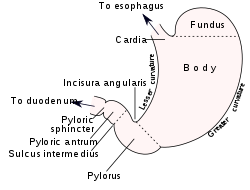 To esophagus
Fundus
Cardia
Body
Lesser curvature
Incisura angularis
To duodenum
Greater curvature
Pyloric
sphincter
Pyloric antrum
Sulcus intermedius
Pylorus